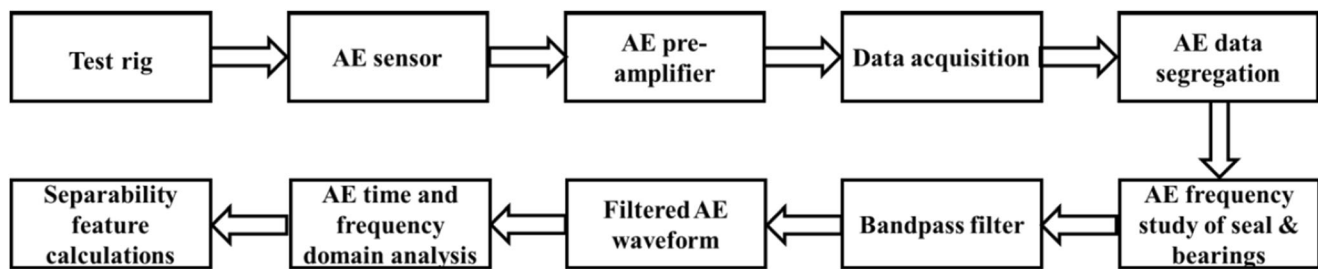 Test rig
AE sensor
AE pre-
amplifier
Data acquisition
AE data
segregation
Separability
feature
calculations
AE time and
frequency
domain analysis
Filtered AE
waveform
Bandpass filter
AE frequency
study of seal &
bearings